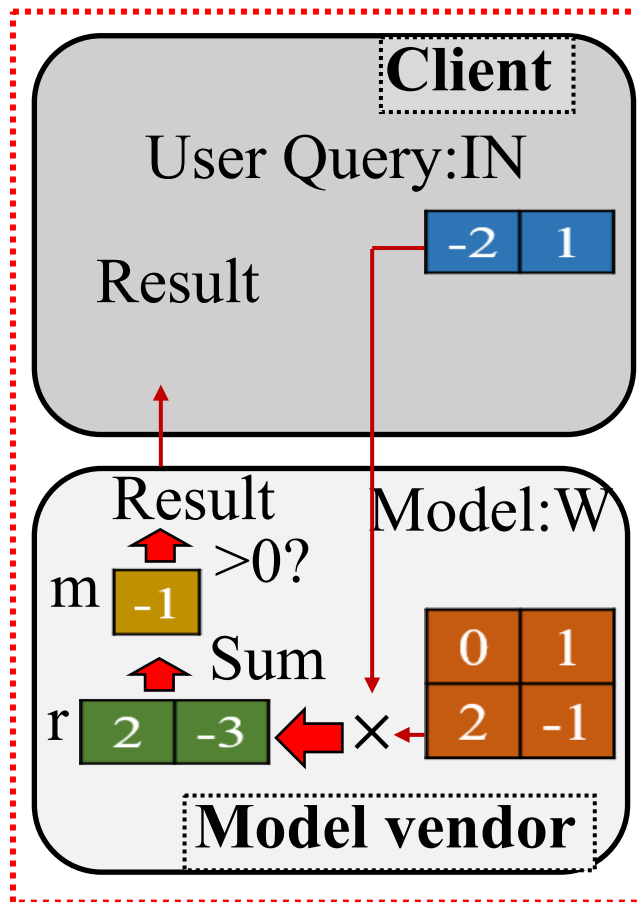 Client
User Query:IN
-2 1
Result
Result
Model:W
>0?
m -1
0 1
Sum
2 -1
r 2 -3 ×
Model vendor